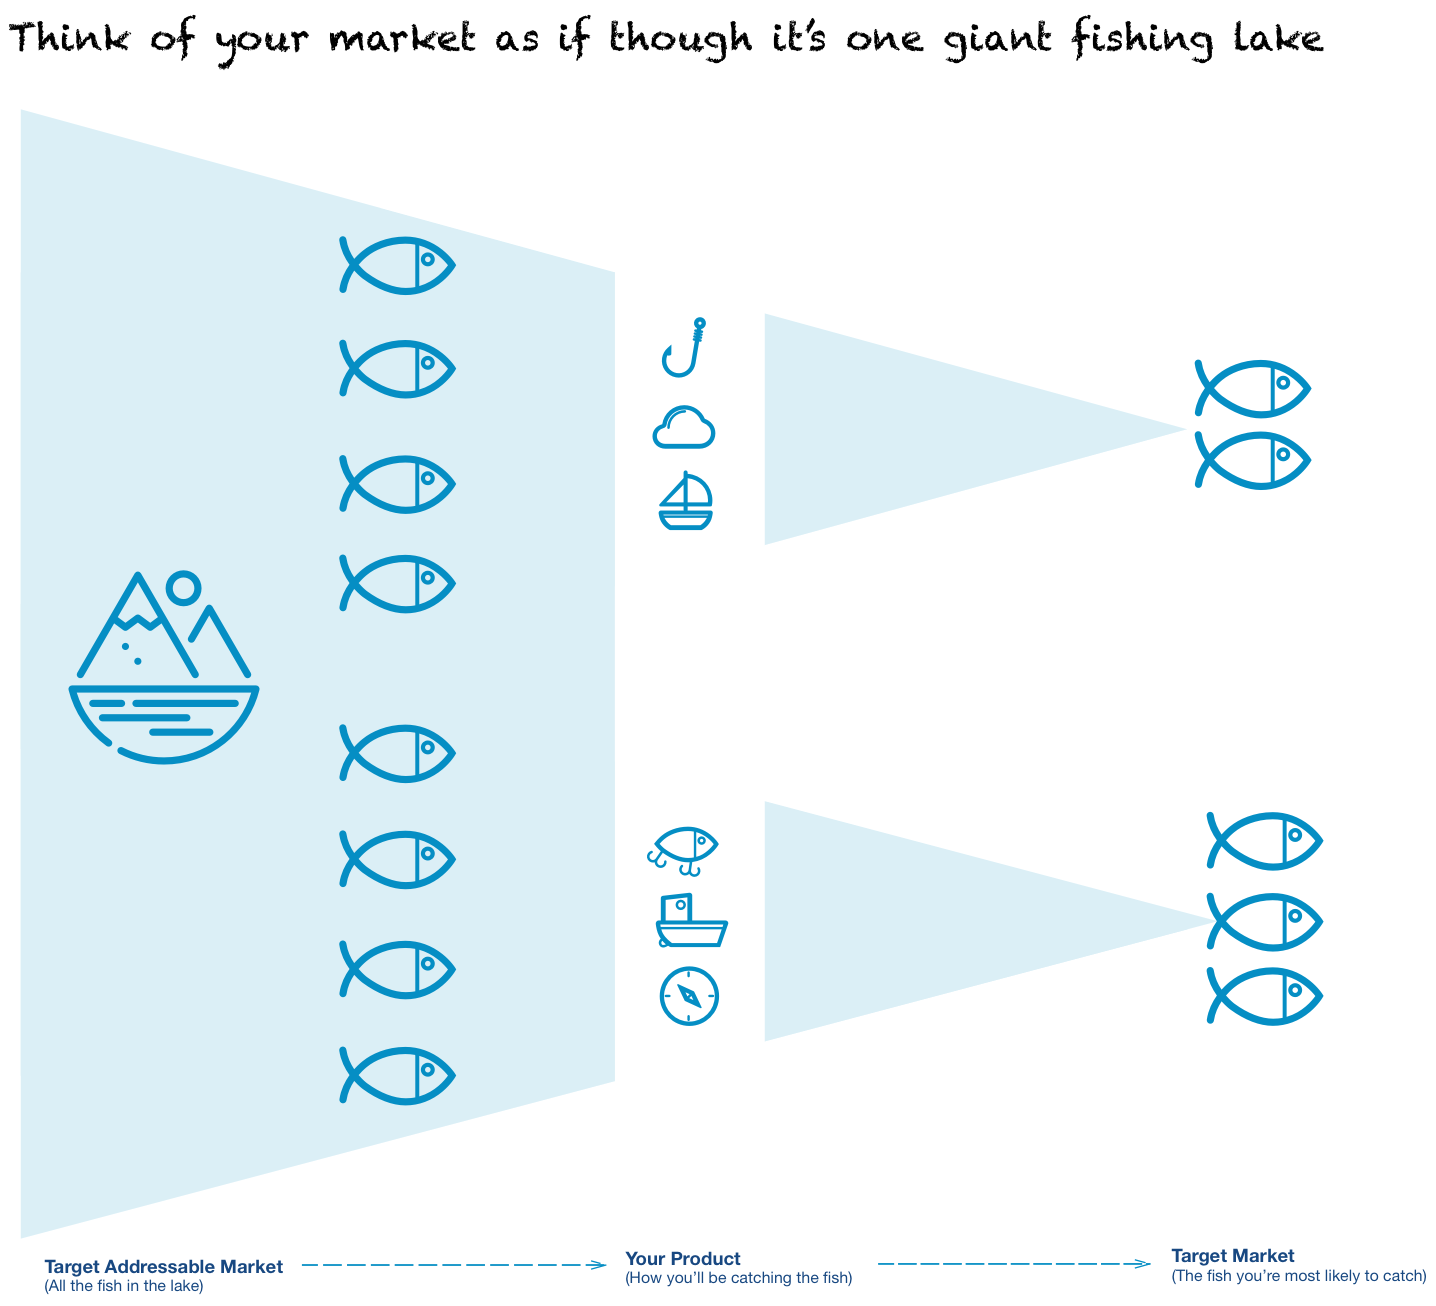 Think of your market as if though it's one giant fishing lake
Target Addressable Market
(All the fish in the lake)
Your Product
(How you'll be catching the fish)
Target Market
(The fish you're most likely to catch)